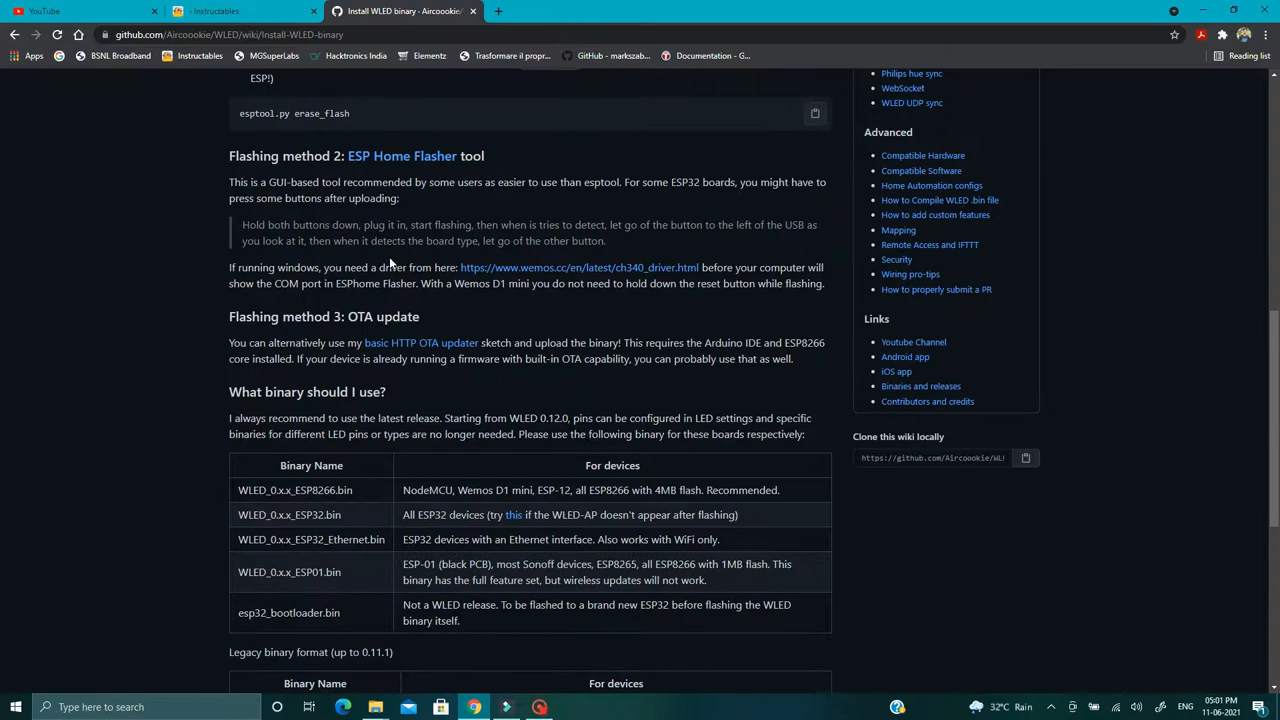 YouTube
- Instructables
Install WLED binary · Aircoookie/
github.com/Aircoookie/WLED/wiki/Install-WLED-binary
Apps
BSNL Broadband
Instructables
MGSuperLabs
Hacktronics India
Elementz
Trasformare il propr...
GitHub - markszab...
Documentation - G...
Reading list
ESP!)
esptool.py erase_flash
Flashing method 2: ESP Home Flasher tool
This is a GUI-based tool recommended by some users as easier to use than esptool. For some ESP32 boards, you might have to
press some buttons after uploading:
Hold both buttons down, plug it in, start flashing, then when is tries to detect, let go of the button to the left of the USB as
you look at it, then when it detects the board type, let go of the other button.
If running windows, you need a driver from here: https://www.wemos.cc/en/latest/ch340_driver.html before your computer will
show the COM port in ESPhome Flasher. With a Wemos D1 mini you do not need to hold down the reset button while flashing.
Flashing method 3: OTA update
You can alternatively use my basic HTTP OTA updater sketch and upload the binary! This requires the Arduino IDE and ESP8266
core installed. If your device is already running a firmware with built-in OTA capability, you can probably use that as well.
What binary should I use?
I always recommend to use the latest release. Starting from WLED 0.12.0, pins can be configured in LED settings and specific
binaries for different LED pins or types are no longer needed. Please use the following binary for these boards respectively:
Binary Name
For devices
WLED_0.x.x_ESP8266.bin
NodeMCU, Wemos D1 mini, ESP-12, all ESP8266 with 4MB flash. Recommended.
WLED_0.x.x_ESP32.bin
All ESP32 devices (try this if the WLED-AP doesn't appear after flashing)
WLED_0.x.x_ESP32_Ethernet.bin
ESP32 devices with an Ethernet interface. Also works with WiFi only.
WLED_0.x.x_ESP01.bin
ESP-01 (black PCB), most Sonoff devices, ESP8265, all ESP8266 with 1MB flash. This
binary has the full feature set, but wireless updates will not work.
esp32_bootloader.bin
Not a WLED release. To be flashed to a brand new ESP32 before flashing the WLED
binary itself.
Legacy binary format (up to 0.11.1)
Binary Name
For devices
Philips hue sync
WebSocket
WLED UDP sync
Advanced
Compatible Hardware
Compatible Software
Home Automation configs
How to Compile WLED .bin file
How to add custom features
Mapping
Remote Access and IFTTT
Security
Wiring pro-tips
How to properly submit a PR
Links
Youtube Channel
Android app
iOS app
Binaries and releases
Contributors and credits
Clone this wiki locally
https://github.com/Aircoookie/WL
Type here to search
32°C Rain
ENG
05:01 PM
11-06-2021
1